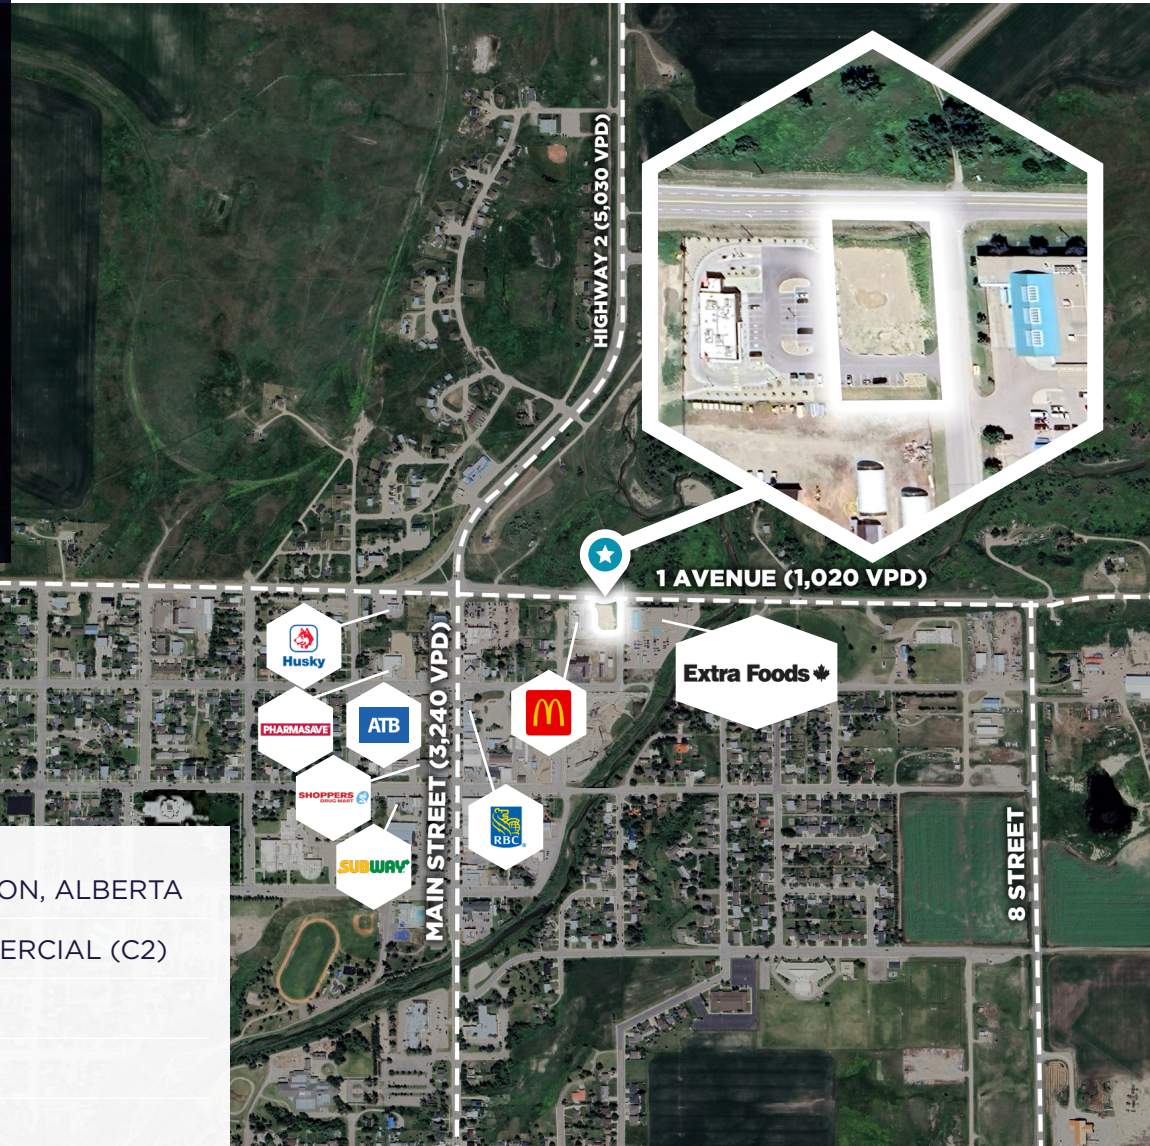 HIGHWAY 2 (5,030 VPD)
1 AVENUE (1,020 VPD)
Husky
Extra Foods
PHARMASAVE
ATB
MAIN STREET (3,240 VPD)
SHOPPERS
DRUG MART
RBC
SUBWAY
8 STREET
ON, ALBERTA
ERCIAL (C2)